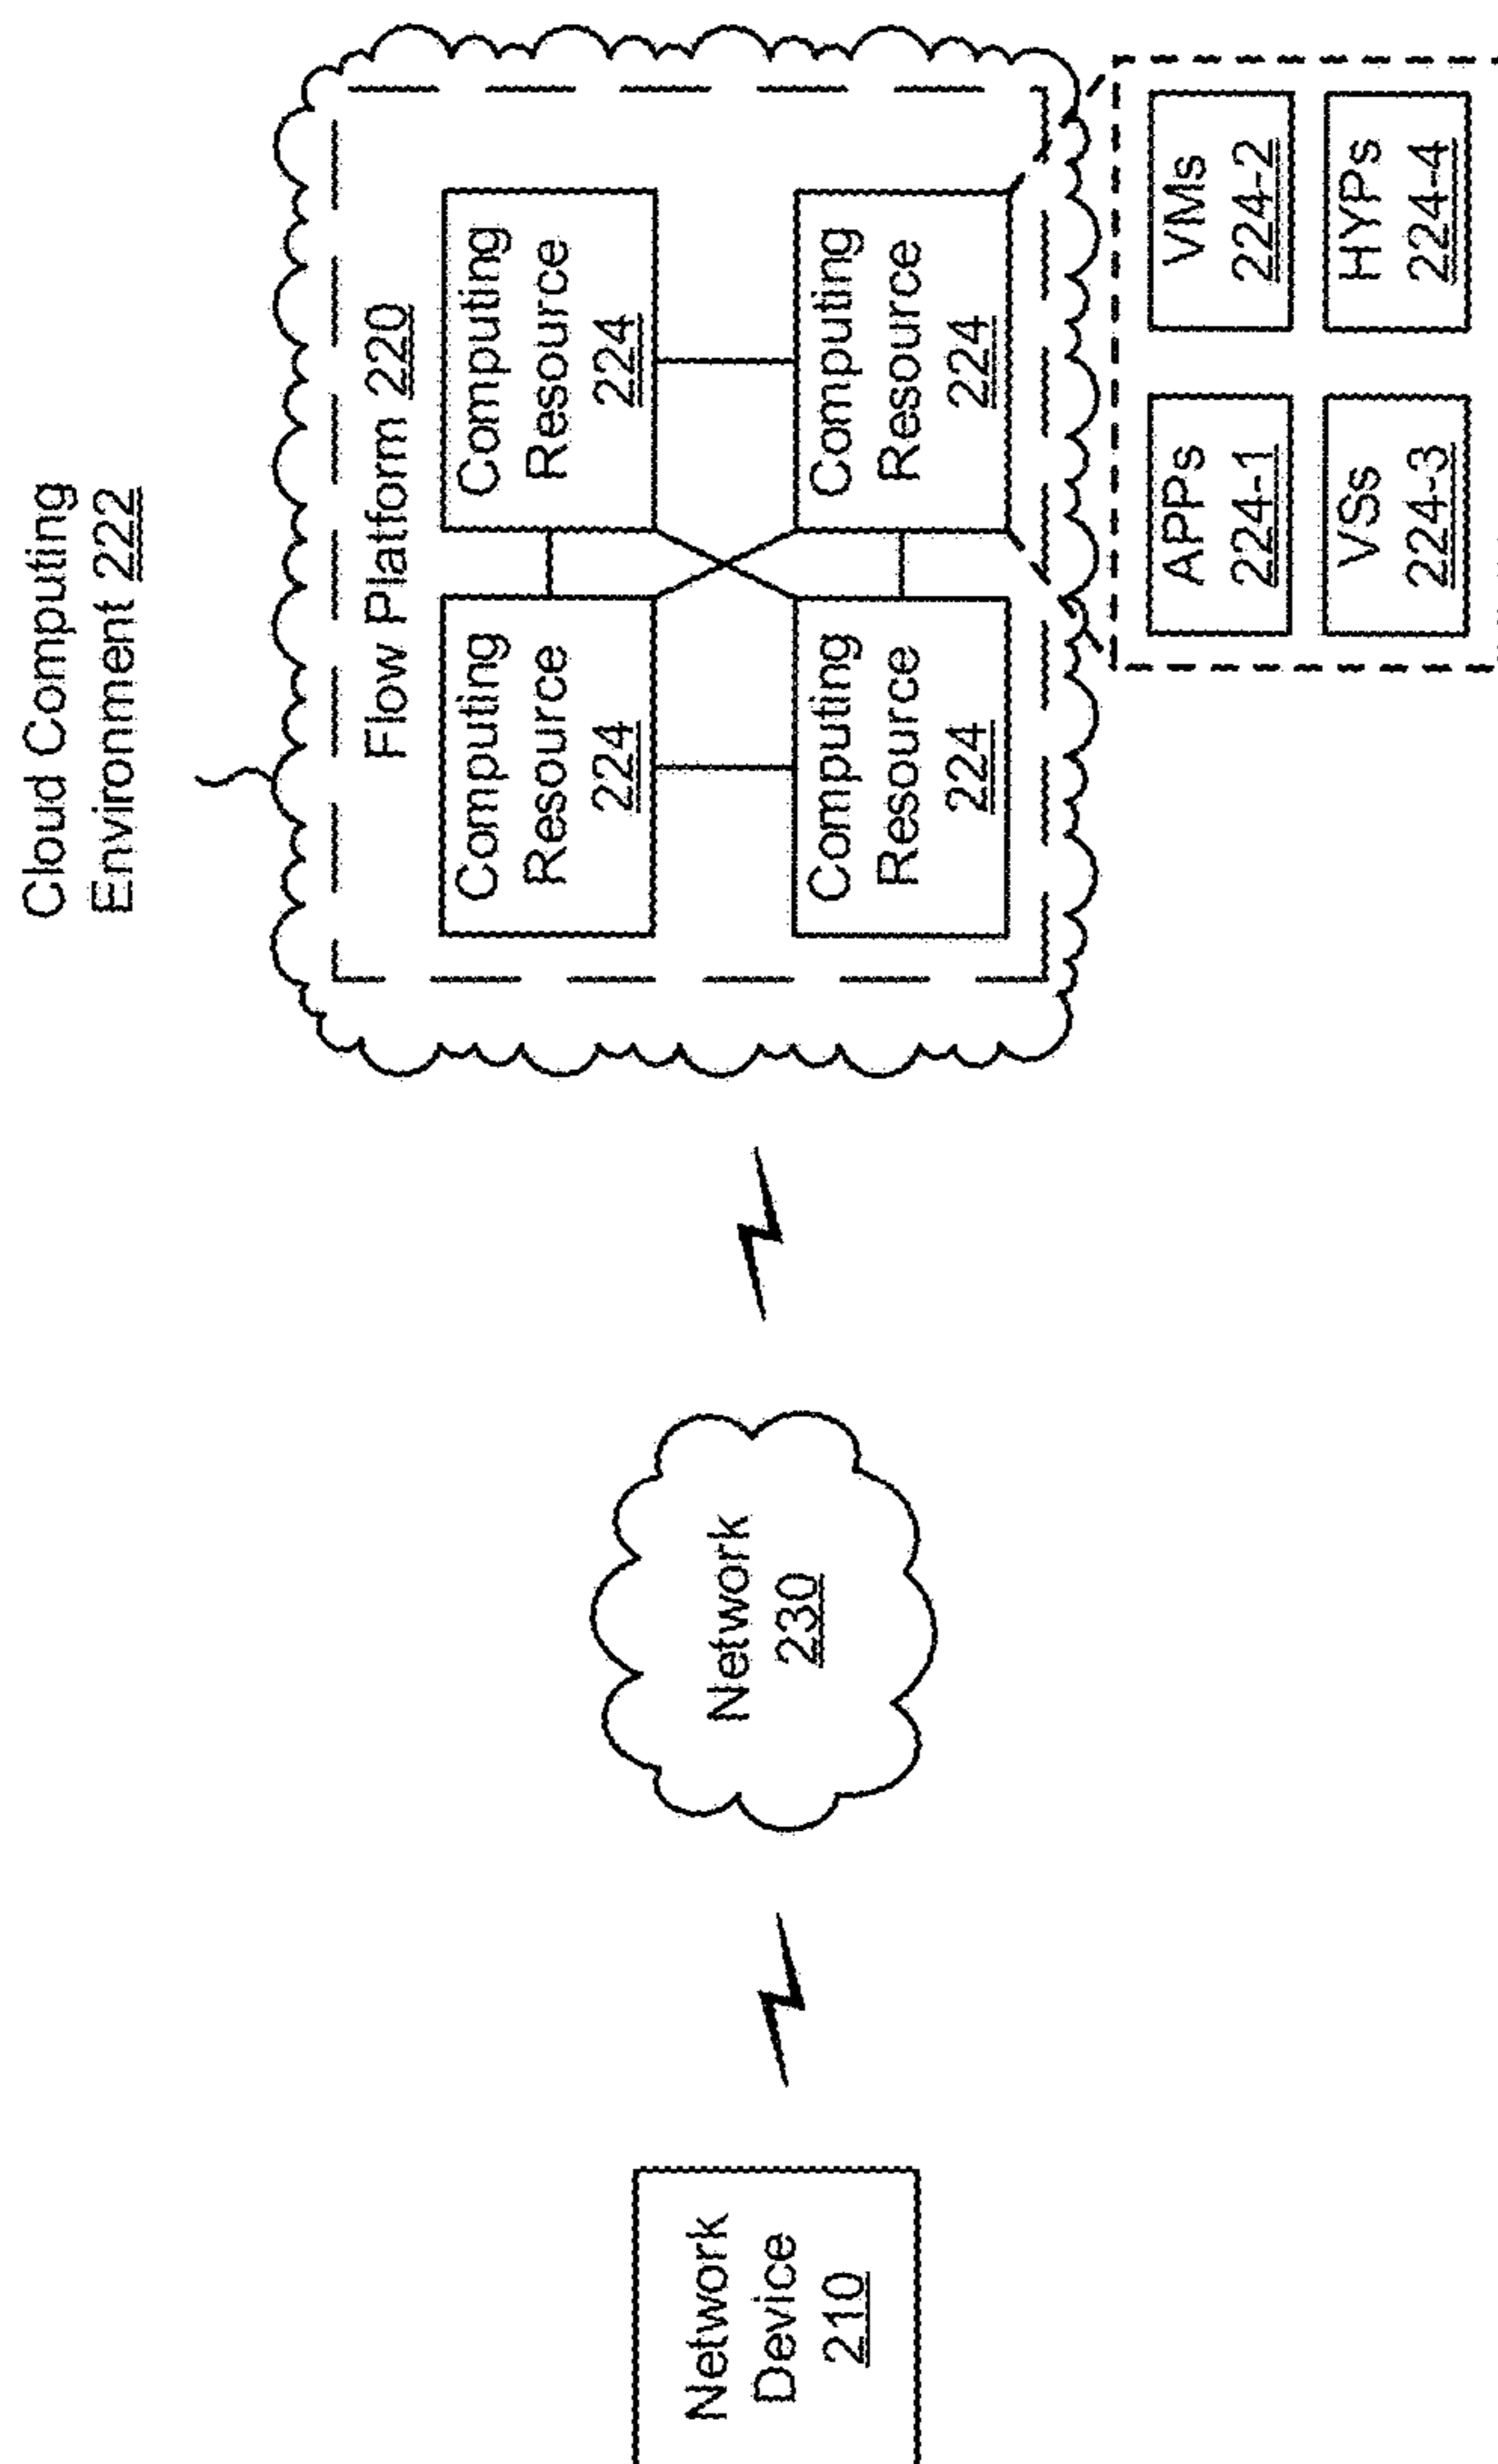 Cloud Computing
Environment 222
Flow Platform 220
Computing
Resource
224
Computing
Resource
224
Computing
Resource
224
Computing
Resource
224
Network
Device
210
Network
230
APPs
224-1
VMs
224-2
VSs
224-3
HYPs
224-4